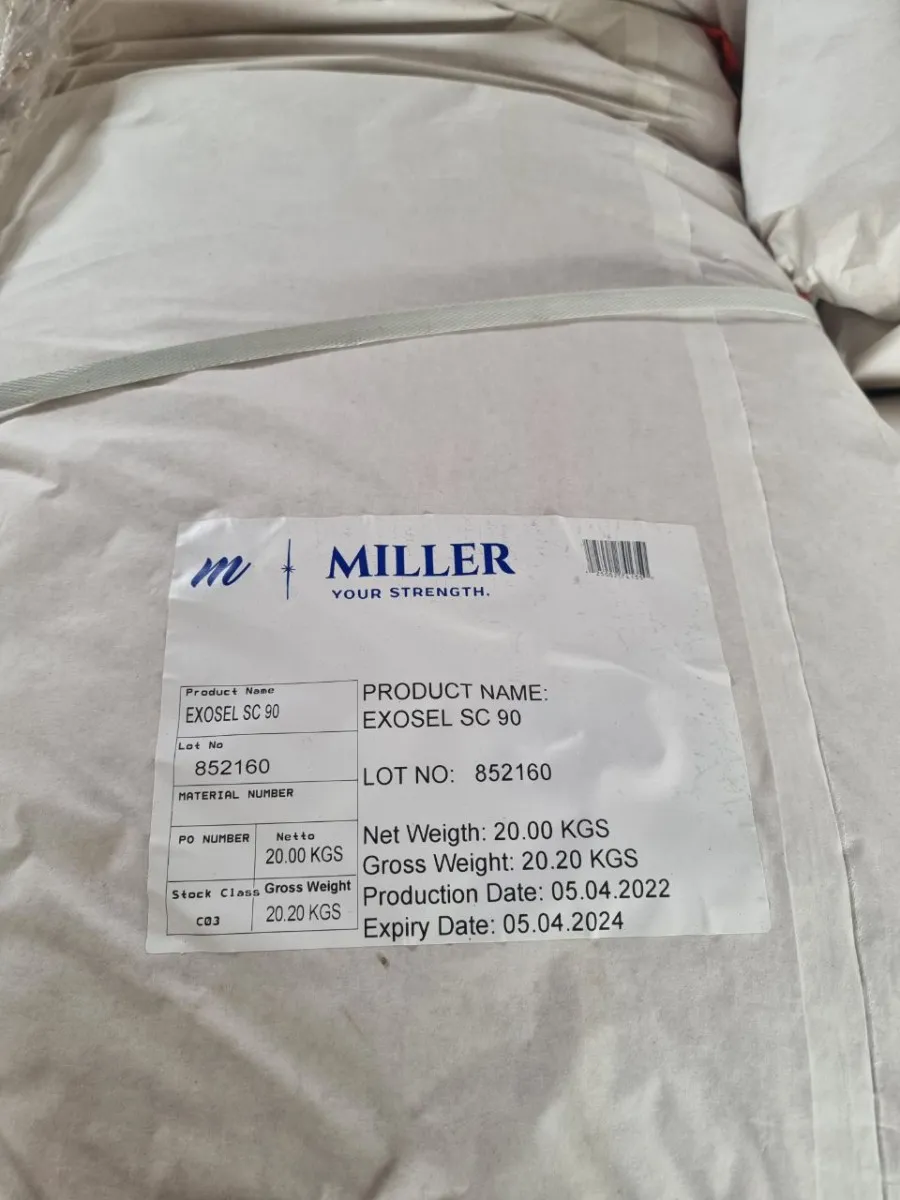 m MILLER
YOUR STRENGTH.
Product Name
EXOSEL SC 90
Lot No
852160
MATERIAL NUMBER
PO NUMBER
Netto
20.00 KGS
Stock Class
C03
Gross Weight
20.20 KGS
PRODUCT NAME:
EXOSEL SC 90
LOT NO: 852160
Net Weigth: 20.00 KGS
Gross Weight: 20.20 KGS
Production Date: 05.04.2022
Expiry Date: 05.04.2024